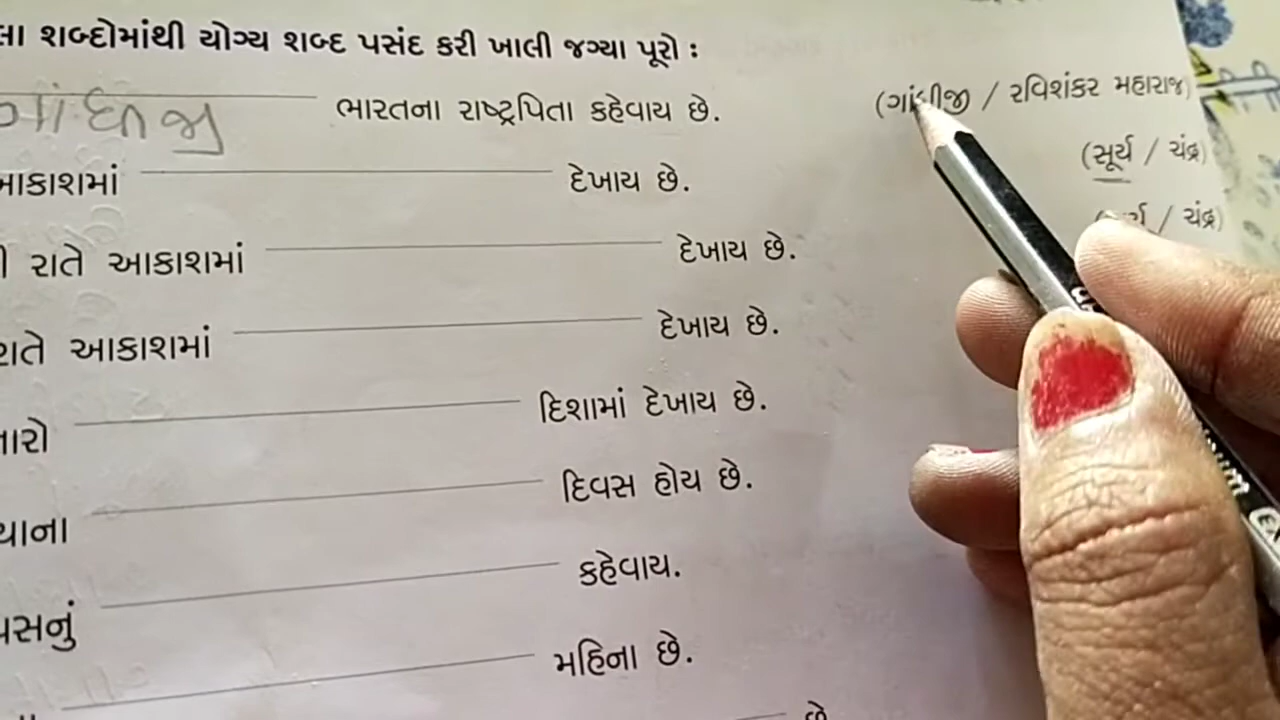 શબ્દોમાંથી યોગ્ય શબ્દ પસંદ કરી ખાલી જગ્યા પૂરો :
ગાંધીજી ભારતના રાષ્ટ્રપિતા કહેવાય છે. (ગાંધીજી / રવિશંકર મહારાજ)
આકાશમાં દેખાય છે. (સૂર્ય / ચંદ્ર)
રાતે આકાશમાં દેખાય છે. / ચંદ્ર)
રાતે આકાશમાં દેખાય છે.
દિશામાં દેખાય છે.
દિવસ હોય છે.
કહેવાય.
મહિના છે.
છે